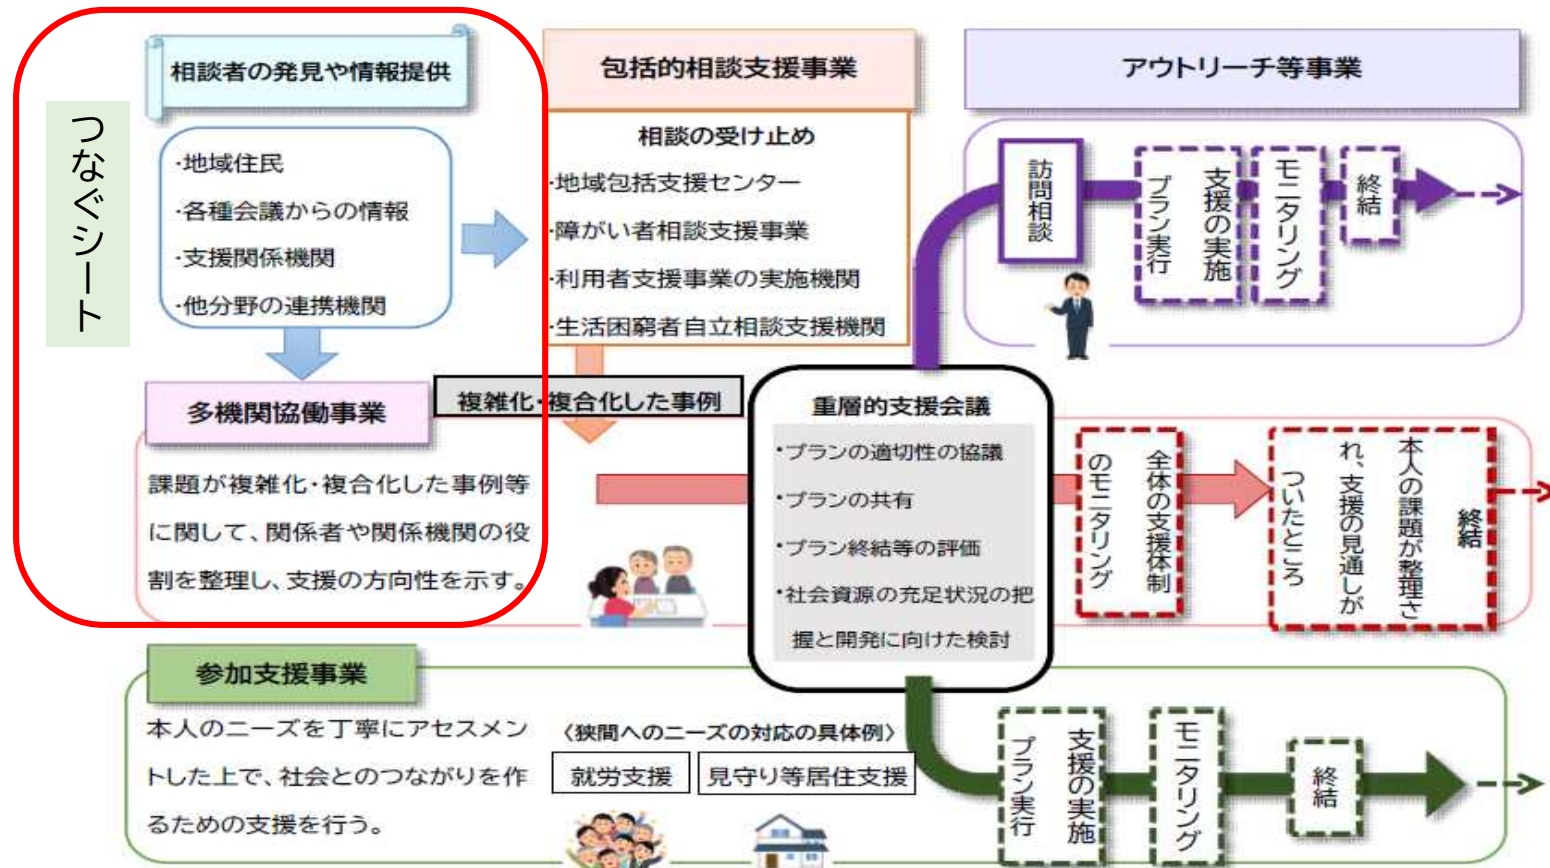 つなぐシート
相談者の発見や情報提供
・地域住民
・各種会議からの情報
・支援関係機関
・他分野の連携機関
包括的相談支援事業
相談の受け止め
・地域包括支援センター
・障がい者相談支援事業
・利用者支援事業の実施機関
・生活困窮者自立相談支援機関
アウトリーチ等事業
訪問相談
支援の実施
プラン実行
モニタリング
終結
多機関協働事業
複雑化・複合化した事例
課題が複雑化・複合化した事例等
に関して、関係者や関係機関の役
割を整理し、支援の方向性を示す。
重層的支援会議
・プランの適切性の協議
・プランの共有
・プラン終結等の評価
・社会資源の充足状況の把
握と開発に向けた検討
全体の支援体制
のモニタリング
終結
本人の課題が整理さ
れ、支援の見通しが
ついたところ
参加支援事業
本人のニーズを丁寧にアセスメン
トした上で、社会とのつながりを作
るための支援を行う。
〈狭間へのニーズの対応の具体例〉
就労支援
見守り等居住支援
支援の実施
プラン実行
モニタリング
終結